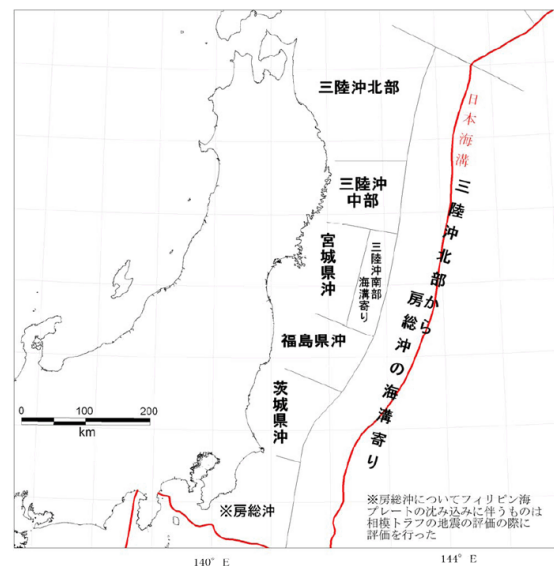 三陸沖北部
日本海溝
三陸沖
中部
三陸沖北部から
房総沖の海溝寄り
宮城県沖
三陸沖南部
海溝寄り
福島県沖
茨城県沖
0 100 200
km
※房総沖
※房総沖についてフィリピン海
プレートの沈み込みに伴うものは
相模トラフの地震の評価の際に
評価を行った
140° E
144° E